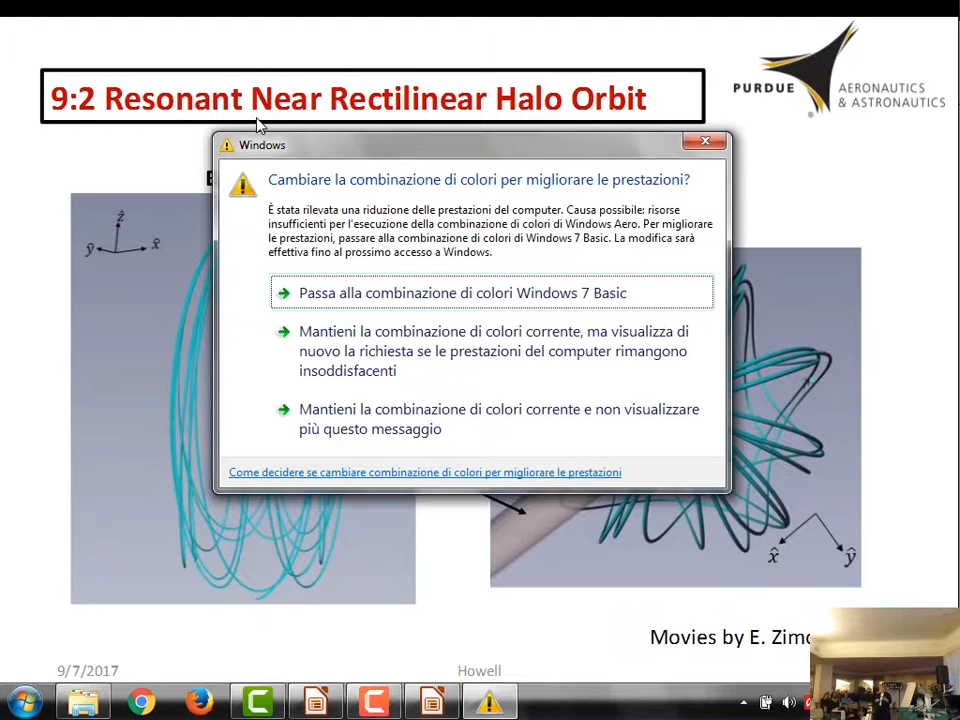 9:2 Resonant Near Rectilinear Halo Orbit
PURDUE
AERONAUTICS
& ASTRONAUTICS
®
Windows
Cambiare la combinazione di colori per migliorare le prestazioni?
È stata rilevata una riduzione delle prestazioni del computer. Causa possibile: risorse
insufficienti per l'esecuzione della combinazione di colori di Windows Aero. Per migliorare
le prestazioni, passare alla combinazione di colori di Windows 7 Basic. La modifica sarà
effettiva fino al prossimo accesso a Windows.
Passa alla combinazione di colori Windows 7 Basic
Mantieni la combinazione di colori corrente, ma visualizza di
nuovo la richiesta se le prestazioni del computer rimangono
insoddisfacenti
Mantieni la combinazione di colori corrente e non visualizzare
più questo messaggio
Come decidere se cambiare combinazione di colori per migliorare le prestazioni
ẑ
ŷ
x̂
x̂
ŷ
Movies by E.
9/7/2017
Howell